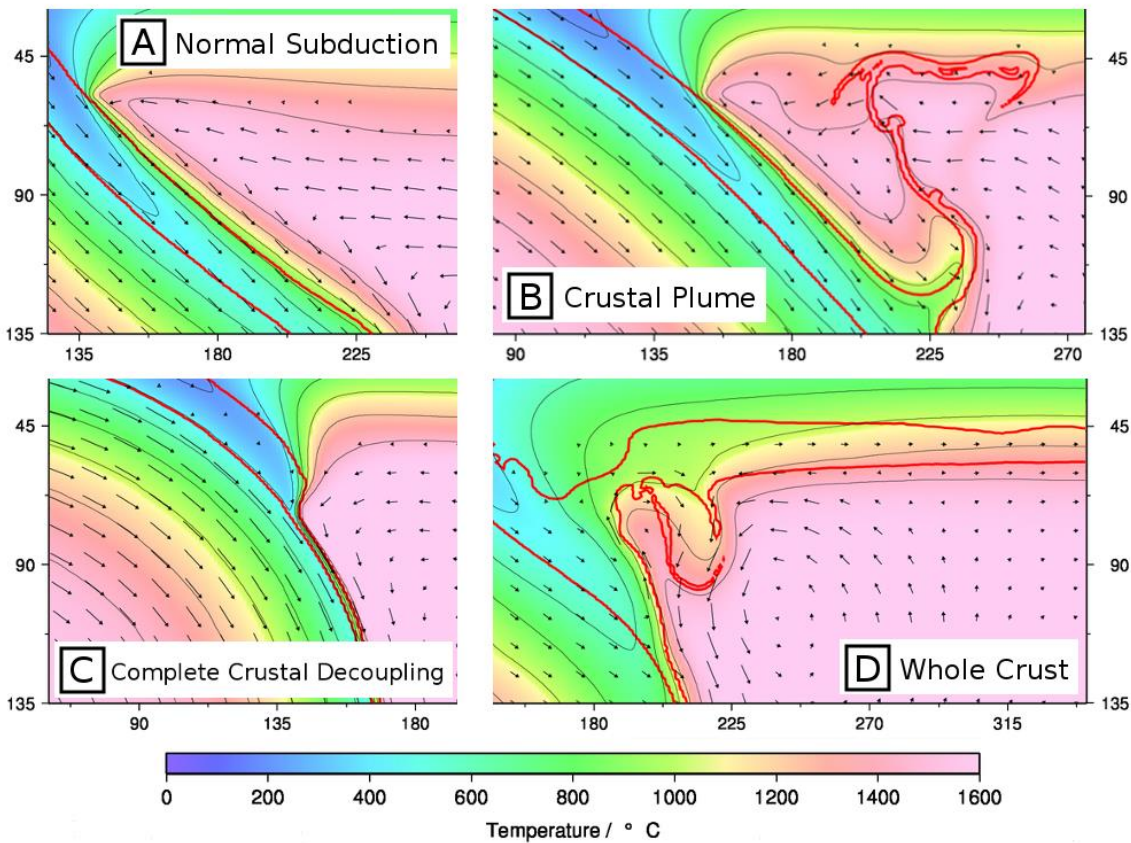 A Normal Subduction
45
90
135
135 180 225
B Crustal Plume
45
90
135
90 135 180 225 270
C Complete Crustal Decoupling
45
90
135
90 135 180
D Whole Crust
45
90
135
180 225 270 315
0 200 400 600 800 1000 1200 1400 1600
Temperature / ° C